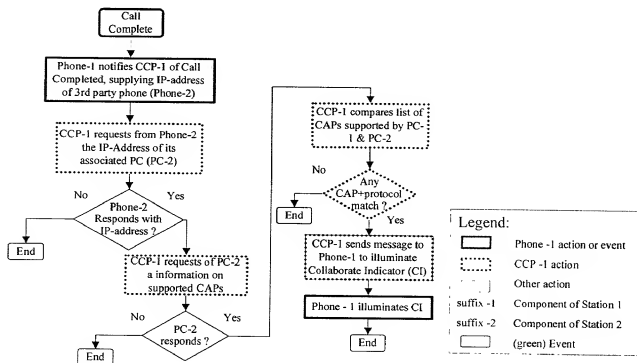 Call
Complete
Phone-1 notifies CCP-1 of Call
Completed, supplying IP-address
of 3rd party phone (Phone-2)
CCP-1 requests from Phone-2
the IP-Address of its
associated PC (PC-2)
No
Yes
Phone-2
Responds with
IP-address ?
End
CCP-1 requests of PC-2
a information on
supported CAPs
No
Yes
PC-2
responds ?
End
CCP-1 compares list of
CAPs supported by PC-
1 & PC-2
No
Any
CAP+protocol
match ?
End
Yes
CCP-1 sends message to
Phone-1 to illuminate
Collaborate Indicator (CI)
Phone - 1 illuminates CI
End
Legend:
Phone -1 action or event
CCP -1 action
Other action
suffix -1 Component of Station 1
suffix -2 Component of Station 2
(green) Event